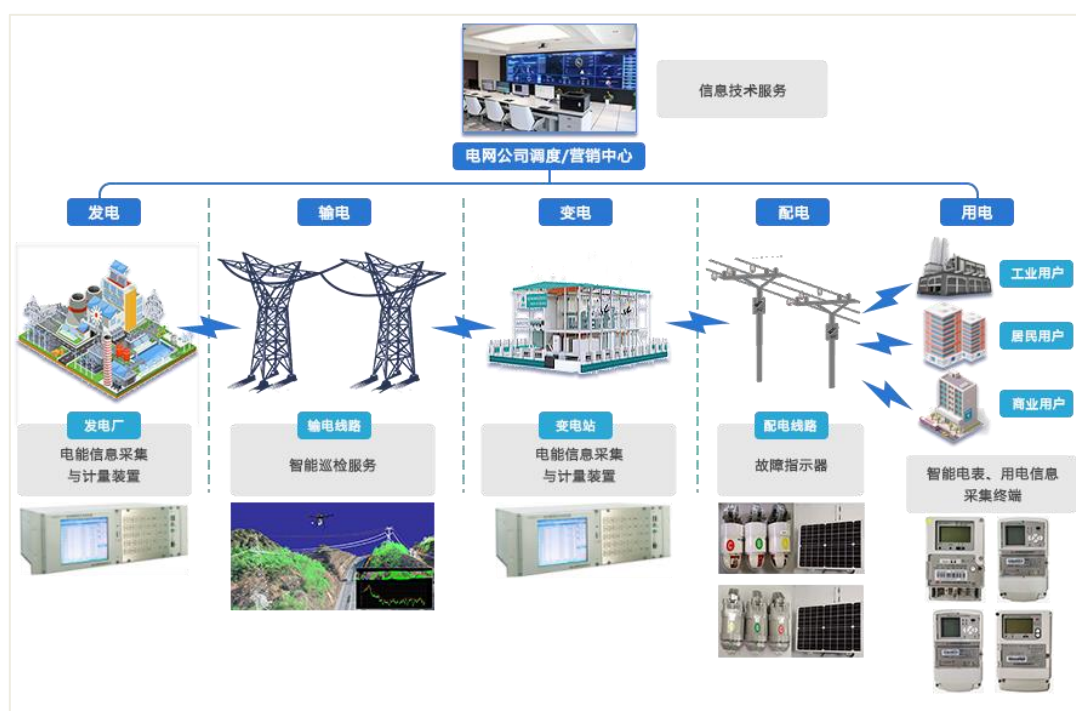 信息技术服务
电网公司调度/营销中心
发电
输电
变电
配电
用电
工业用户
居民用户
商业用户
发电厂
电能信息采集
与计量装置
输电线路
智能巡检服务
变电站
电能信息采集
与计量装置
配电线路
故障指示器
智能电表、用电信息
采集终端